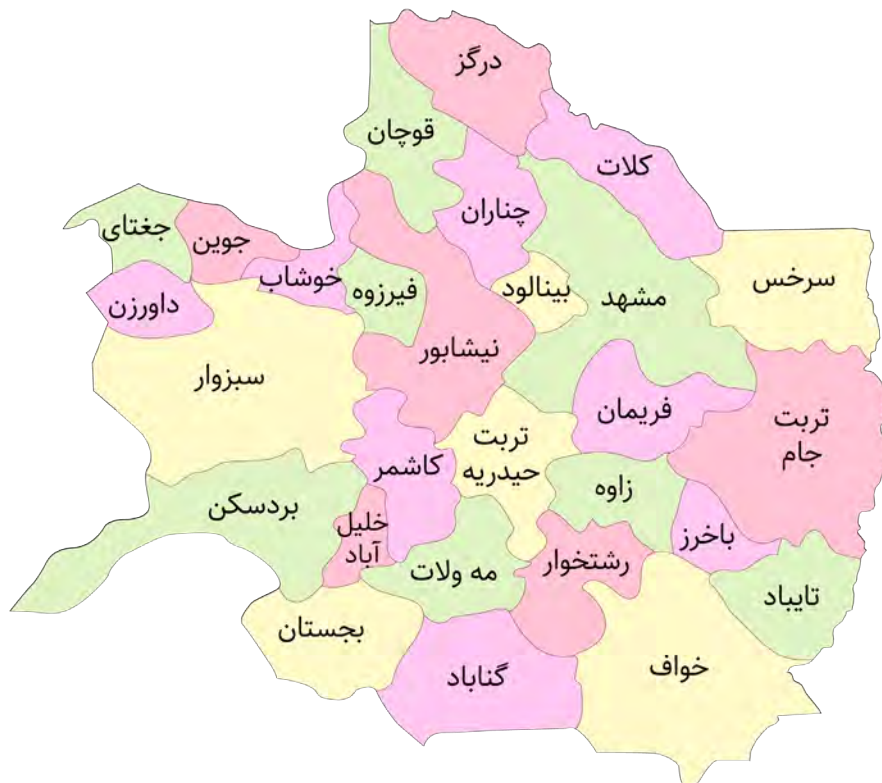 درگز
قوچان
کلات
چناران
جغتای
جوین
خوشاب
فیرزوه
بینالود
مشهد
سرخس
داورزن
نیشابور
سبزوار
فریمان
تربت
جام
تربت
حیدریه
کاشمر
زاوه
بردسکن
خلیل
آباد
باخرز
مه ولات
رشتخوار
تایباد
بجستان
گناباد
خواف